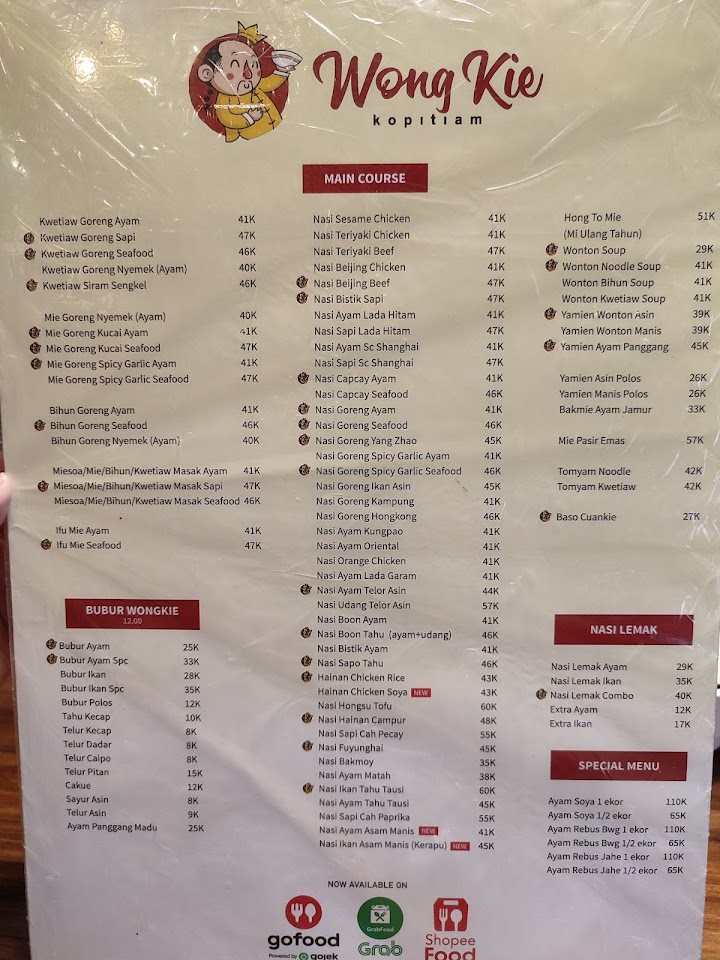 Wong Kie
kopitiam
MAIN COURSE
Kwetiaw Goreng Ayam 41K
Kwetiaw Goreng Sapi 47K
Kwetiaw Goreng Seafood 46K
Kwetiaw Goreng Nyemek (Ayam) 40K
Kwetiaw Siram Sengkel 46K
Mie Goreng Nyemek (Ayam) 40K
Mie Goreng Kucai Ayam 41K
Mie Goreng Kucai Seafood 47K
Mie Goreng Spicy Garlic Ayam 41K
Mie Goreng Spicy Garlic Seafood 47K
Bihun Goreng Ayam 41K
Bihun Goreng Seafood 46K
Bihun Goreng Nyemek (Ayam) 40K
Miesoa/Mie/Bihun/Kwetiaw Masak Ayam 41K
Miesoa/Mie/Bihun/Kwetiaw Masak Sapi 47K
Miesoa/Mie/Bihun/Kwetiaw Masak Seafood 46K
Ifu Mie Ayam 41K
Ifu Mie Seafood 47K
BUBUR WONGKIE
12.00
Bubur Ayam 25K
Bubur Ayam Spc 33K
Bubur Ikan 28K
Bubur Ikan Spc 35K
Bubur Polos 12K
Tahu Kecap 10K
Telur Kecap 8K
Telur Dadar 8K
Telur Caipo 8K
Telur Pitan 15K
Cakue 12K
Sayur Asin 8K
Telur Asin 9K
Ayam Panggang Madu 25K
Nasi Sesame Chicken 41K
Nasi Teriyaki Chicken 41K
Nasi Teriyaki Beef 47K
Nasi Beijing Chicken 41K
Nasi Beijing Beef 47K
Nasi Bistik Sapi 47K
Nasi Ayam Lada Hitam 41K
Nasi Sapi Lada Hitam 47K
Nasi Ayam Sc Shanghai 41K
Nasi Sapi Sc Shanghai 47K
Nasi Capcay Ayam 41K
Nasi Capcay Seafood 46K
Nasi Goreng Ayam 41K
Nasi Goreng Seafood 46K
Nasi Goreng Yang Zhao 45K
Nasi Goreng Spicy Garlic Ayam 41K
Nasi Goreng Spicy Garlic Seafood 46K
Nasi Goreng Ikan Asin 45K
Nasi Goreng Kampung 41K
Nasi Goreng Hongkong 46K
Nasi Ayam Kungpao 41K
Nasi Ayam Oriental 41K
Nasi Orange Chicken 41K
Nasi Ayam Lada Garam 41K
Nasi Ayam Telor Asin 44K
Nasi Udang Telor Asin 57K
Nasi Boon Ayam 41K
Nasi Boon Tahu (ayam+udang) 46K
Nasi Bistik Ayam 41K
Nasi Sapo Tahu 46K
Hainan Chicken Rice 43K
Hainan Chicken Soya NEW 43K
Nasi Hongsu Tofu 60K
Nasi Hainan Campur 48K
Nasi Sapi Cah Pecay 55K
Nasi Fuyunghai 45K
Nasi Bakmoy 35K
Nasi Ayam Matah 38K
Nasi Ikan Tahu Tausi 60K
Nasi Ayam Tahu Tausi 45K
Nasi Sapi Cah Paprika 55K
Nasi Ayam Asam Manis NEW 41K
Nasi Ikan Asam Manis (Kerapu) NEW 45K
Hong To Mie 51K
(Mi Ulang Tahun)
Wonton Soup 29K
Wonton Noodle Soup 41K
Wonton Bihun Soup 41K
Wonton Kwetiaw Soup 41K
Yamien Wonton Asin 39K
Yamien Wonton Manis 39K
Yamien Ayam Panggang 45K
Yamien Asin Polos 26K
Yamien Manis Polos 26K
Bakmie Ayam Jamur 33K
Mie Pasir Emas 57K
Tomyam Noodle 42K
Tomyam Kwetiaw 42K
Baso Cuankie 27K
NASI LEMAK
Nasi Lemak Ayam 29K
Nasi Lemak Ikan 35K
Nasi Lemak Combo 40K
Extra Ayam 12K
Extra Ikan 17K
SPECIAL MENU
Ayam Soya 1 ekor 110K
Ayam Soya 1/2 ekor 65K
Ayam Rebus Bwg 1 ekor 110K
Ayam Rebus Bwg 1/2 ekor 65K
Ayam Rebus Jahe 1 ekor 110K
Ayam Rebus Jahe 1/2 ekor 65K
NOW AVAILABLE ON
gofood
Powered by gojek
GrabFood
Grab
Shopee
Food